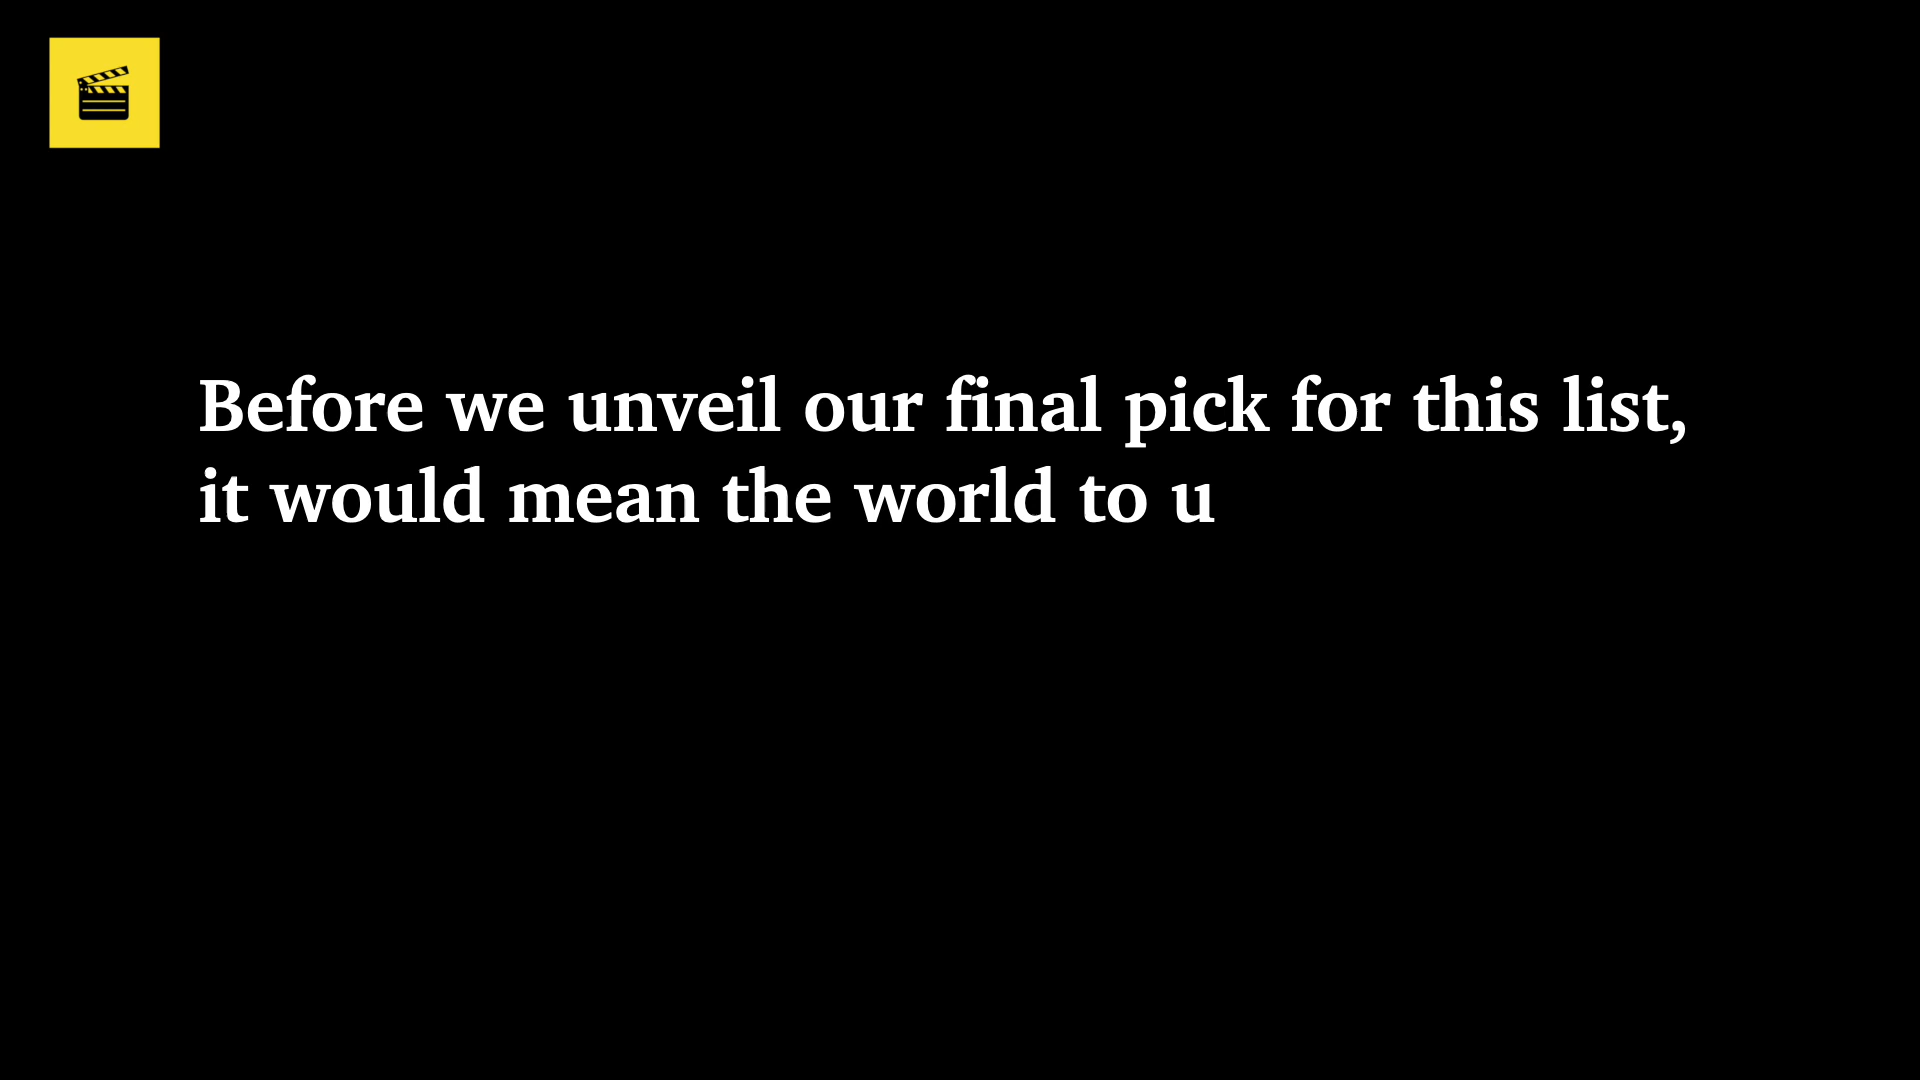 Before we unveil our final pick for this list,
it would mean the world to u